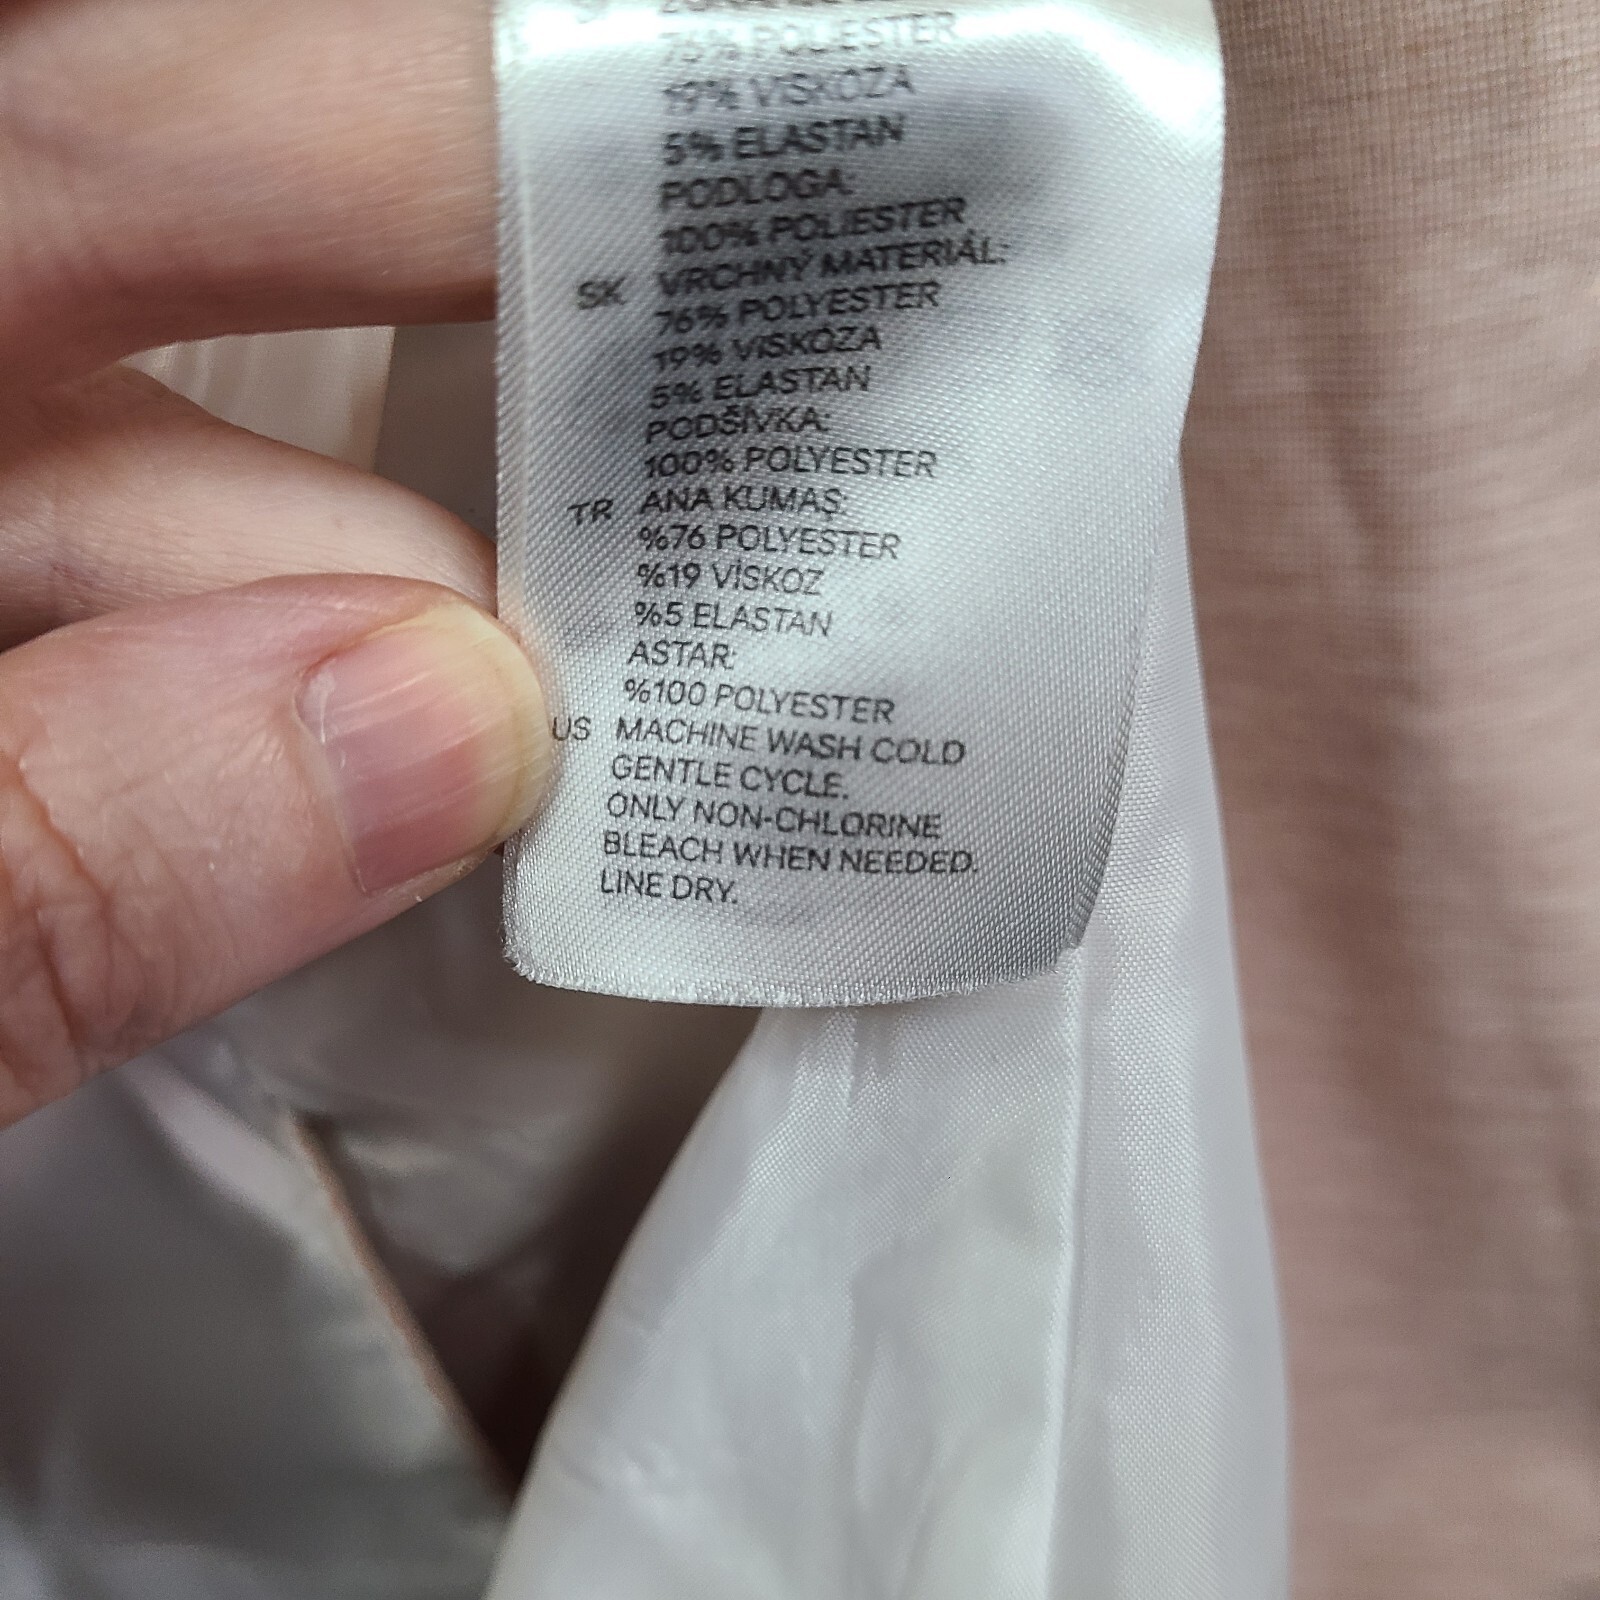 76% POLIESTER
19% VISKOZA
5% ELASTAN
PODLOGA:
100% POLIESTER
SK VRCHNÝ MATERIÁL:
76% POLYESTER
19% VISKÓZA
5% ELASTAN
PODŠÍVKA:
100% POLYESTER
TR ANA KUMAŞ:
%76 POLYESTER
%19 VİSKOZ
%5 ELASTAN
ASTAR:
%100 POLYESTER
US MACHINE WASH COLD
GENTLE CYCLE.
ONLY NON-CHLORINE
BLEACH WHEN NEEDED.
LINE DRY.